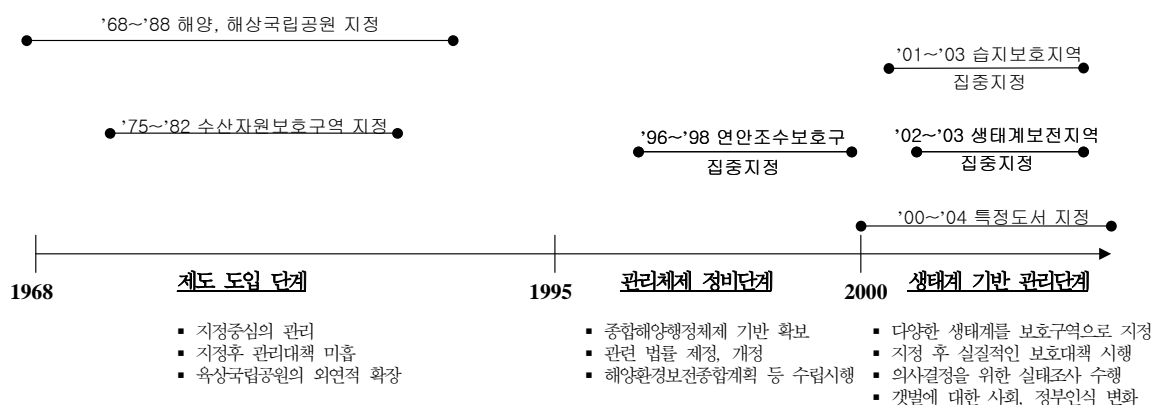 ’68~’88 해양, 해상국립공원 지정
’01~’03 습지보호지역
집중지정
’75~’82 수산자원보호구역 지정
’96~’98 연안조수보호구
집중지정
’02~’03 생태계보전지역
집중지정
’00~’04 특정도서 지정
1968
제도 도입 단계
1995
관리체제 정비단계
2000
생태계 기반 관리단계
▪ 지정중심의 관리
▪ 지정후 관리대책 미흡
▪ 육상국립공원의 외연적 확장
▪ 종합해양행정체제 기반 확보
▪ 관련 법률 제정, 개정
▪ 해양환경보전종합계획 등 수립시행
▪ 다양한 생태계를 보호구역으로 지정
▪ 지정 후 실질적인 보호대책 시행
▪ 의사결정을 위한 실태조사 수행
▪ 갯벌에 대한 사회, 정부인식 변화